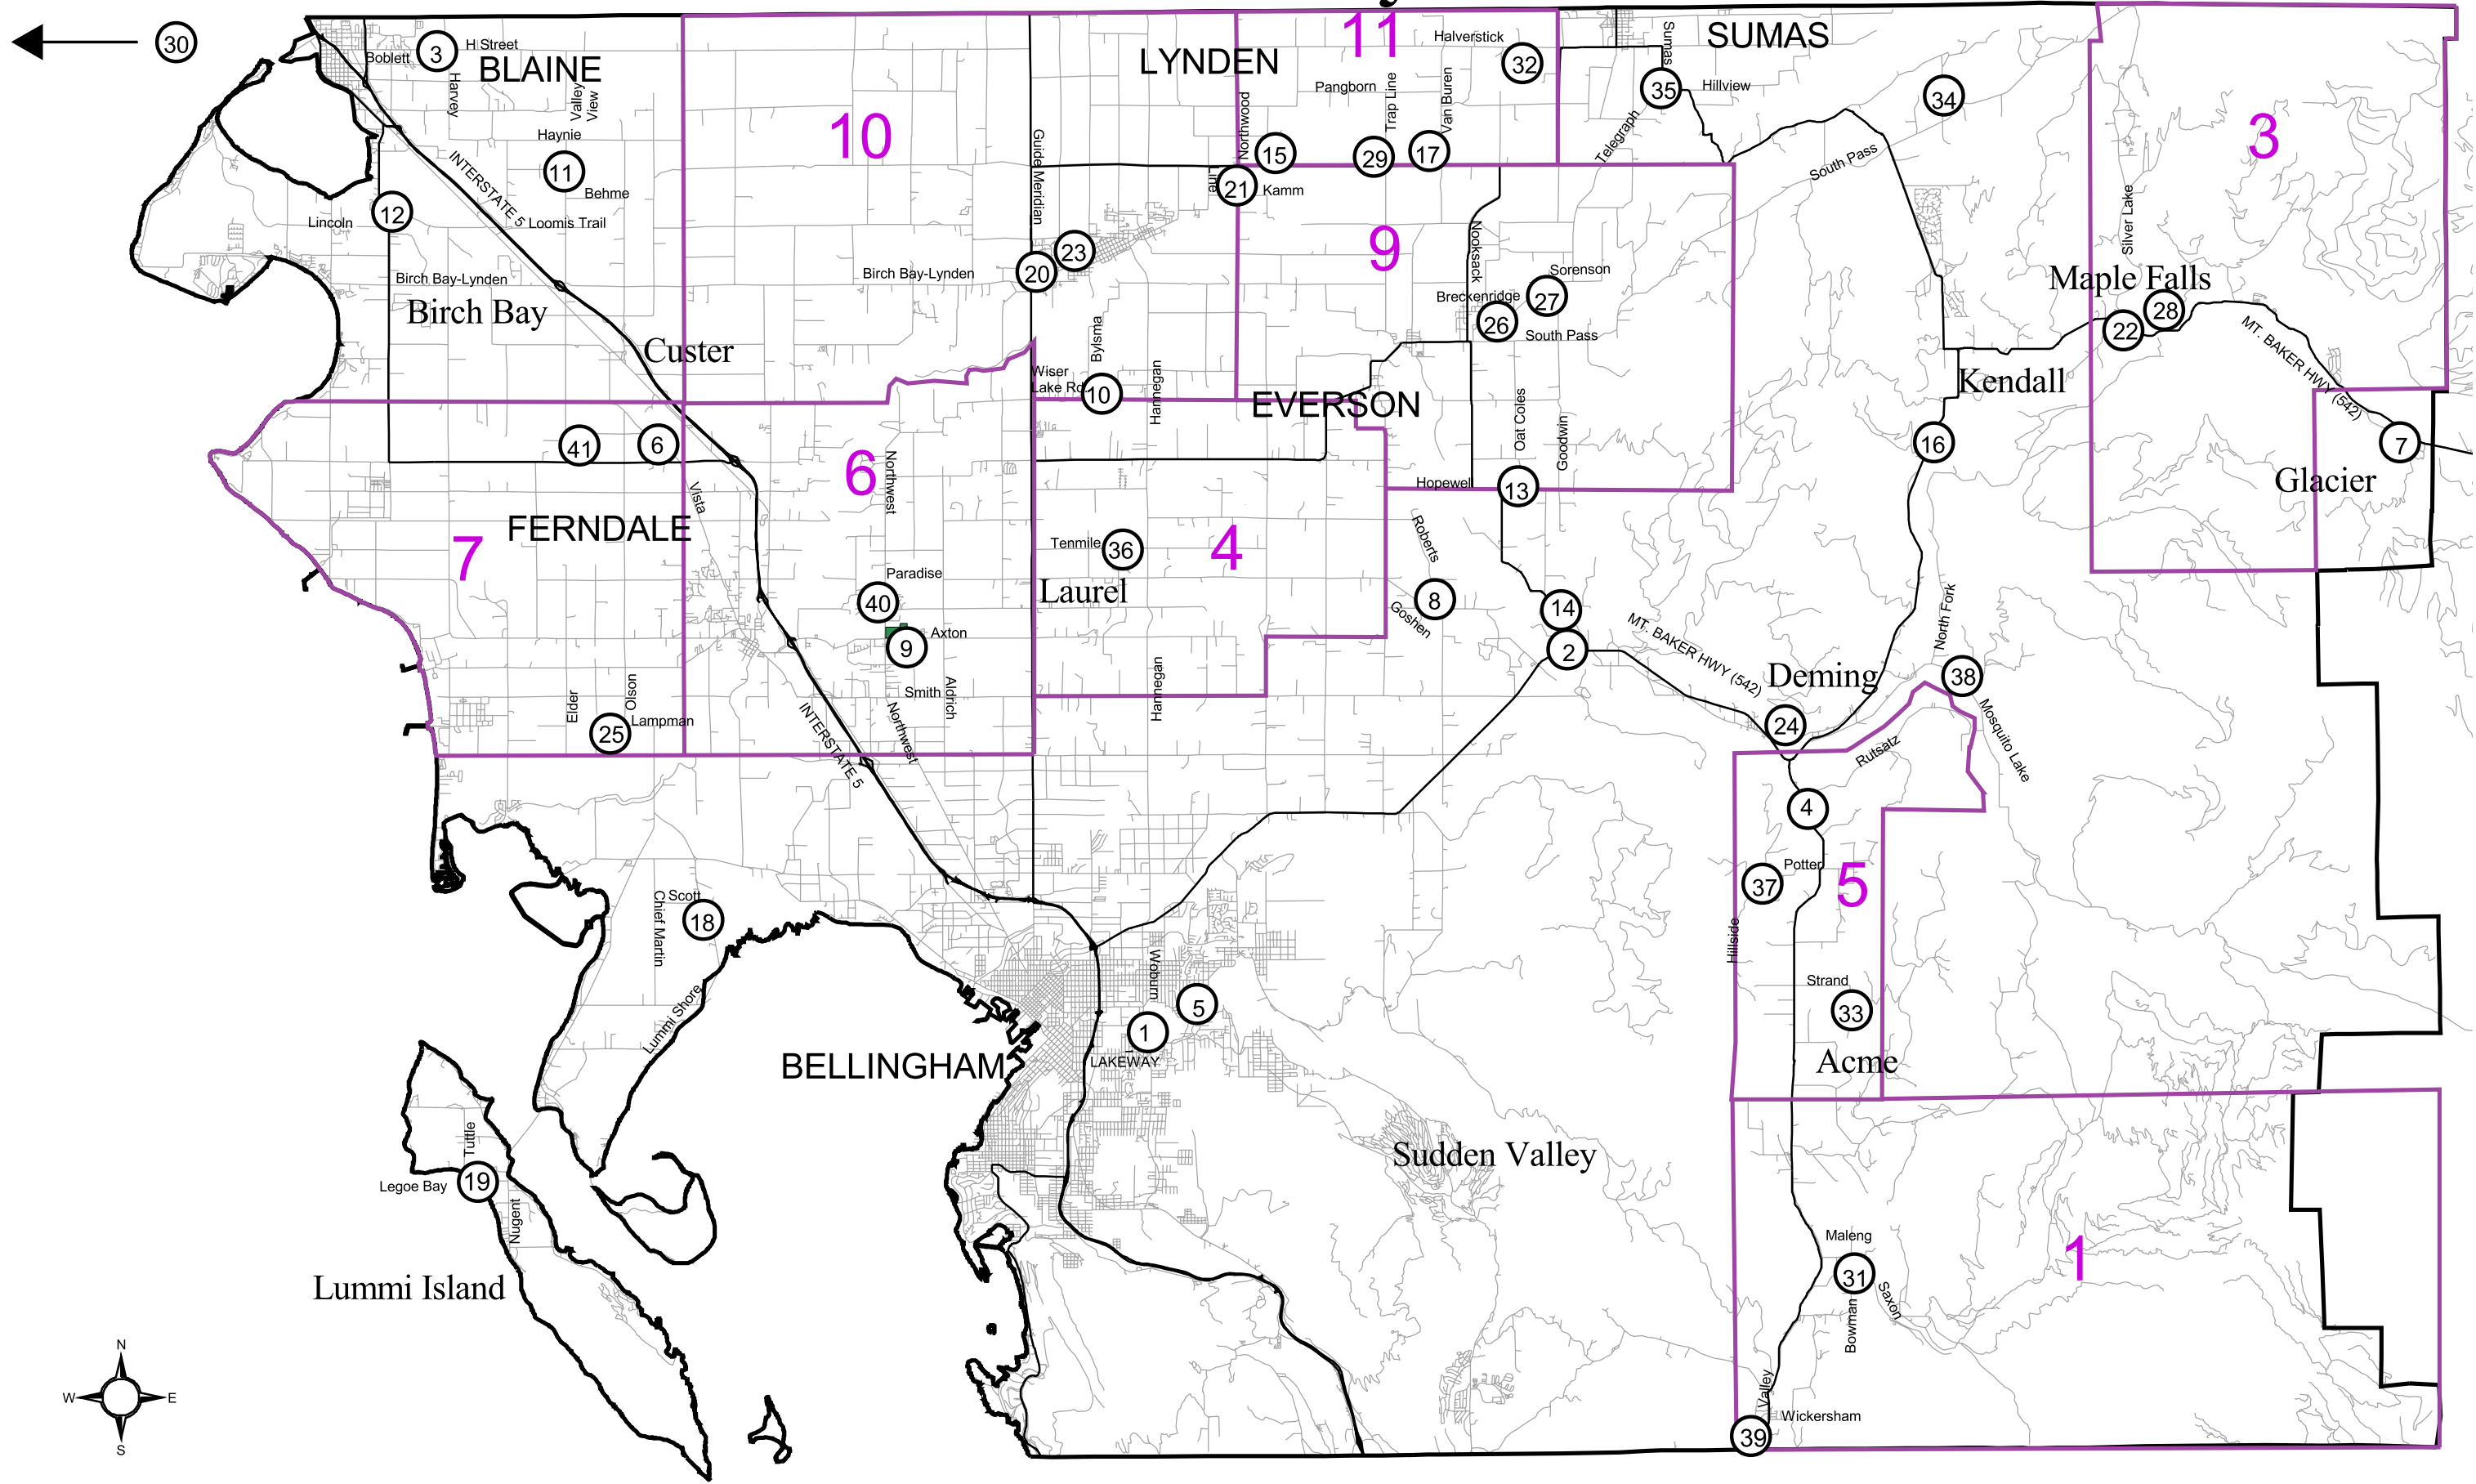 30
3
H Street
Boblett
BLAINE
Harvey
Valley
View
Haynie
11
Behme
INTERSTATE 5
Loomis Trail
12
Lincoln
Birch Bay-Lynden
Birch Bay
Custer
10
Guide Meridian
LYNDEN
11
Halverstick
32
Pangborn
Trap Line
Van Buren
Northwood
15
29
17
Line
21
Kamm
Sumas
SUMAS
35
Hillview
Telegraph
34
South Pass
3
Silver Lake
Birch Bay-Lynden
20
23
9
Nooksack
Sorenson
Breckenridge
27
26
South Pass
Maple Falls
28
22
MT. BAKER HWY (542)
Kendall
Bylsma
Wiser
Lake Rd.
10
Hannegan
EVERSON
Oat Coles
Goodwin
16
7
Glacier
41
6
6
Northwest
Vista
Hopewell
13
FERNDALE
7
Tenmile
36
4
Roberts
Laurel
Paradise
40
Axton
9
8
Goshen
14
2
MT. BAKER HWY (542)
North Fork
Deming
38
Elder
Olson
Lampman
25
Smith
Aldrich
Northwest
INTERSTATE 5
Hannegan
24
Rutsatz
Mosquito Lake
4
Potter
37
5
Hillside
Scott
Chief Martin
18
Lummi Shore
Woburn
5
1
LAKEWAY
BELLINGHAM
Strand
33
Acme
Tuttle
Legoe Bay
19
Nugent
Lummi Island
Sudden Valley
Maleng
31
Saxon
Bowman
1
Valley
Wickersham
39
N
W
E
S